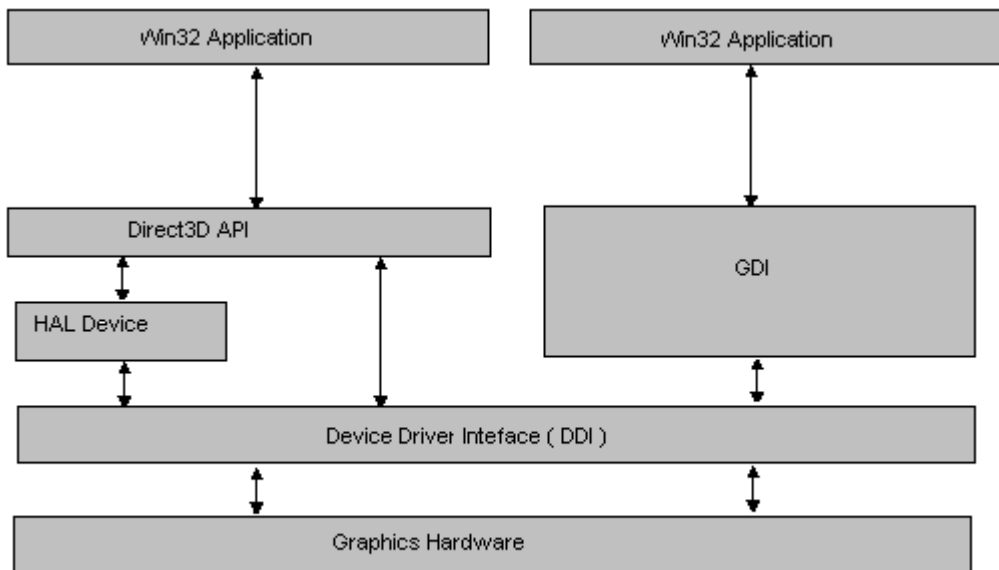 Win32 Application
Win32 Application
Direct3D API
GDI
HAL Device
Device Driver Inteface ( DDI )
Graphics Hardware